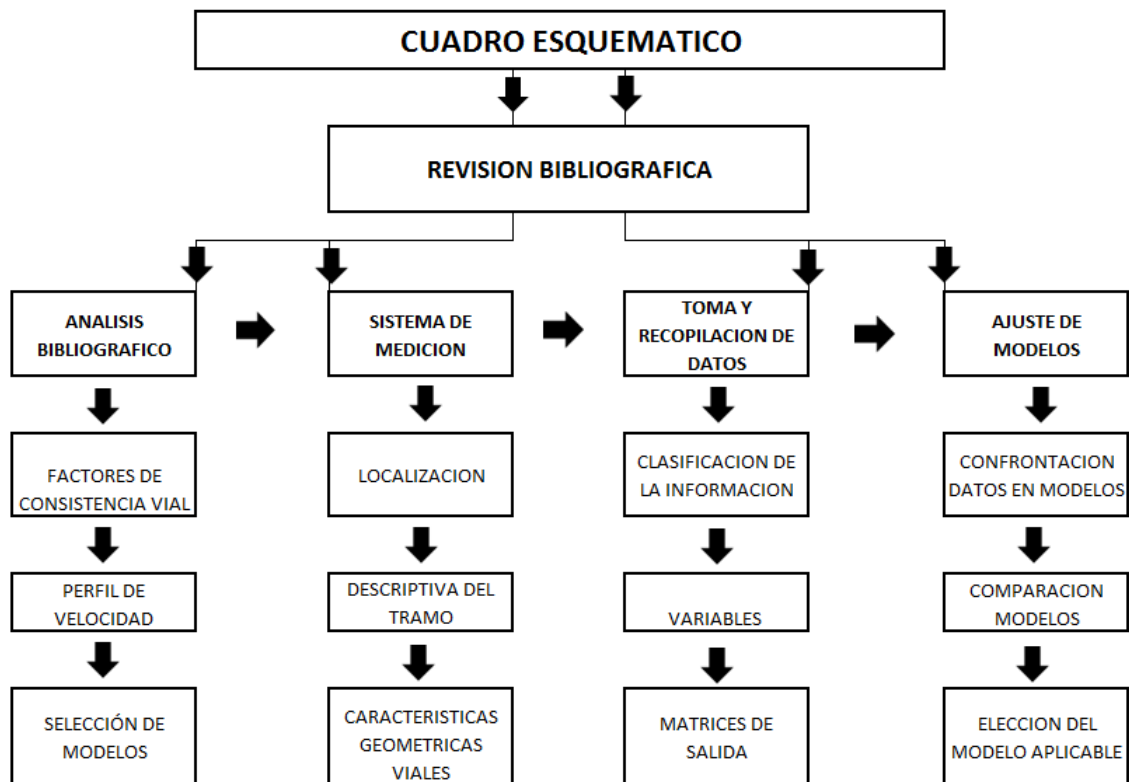 CUADRO ESQUEMATICO
REVISION BIBLIOGRAFICA
ANALISIS
BIBLIOGRAFICO
SISTEMA DE
MEDICION
TOMA Y
RECOPILACION DE
DATOS
AJUSTE DE
MODELOS
FACTORES DE
CONSISTENCIA VIAL
LOCALIZACION
CLASIFICACION DE
LA INFORMACION
CONFRONTACION
DATOS EN MODELOS
PERFIL DE
VELOCIDAD
DESCRIPTIVA DEL
TRAMO
VARIABLES
COMPARACION
MODELOS
SELECCIÓN DE
MODELOS
CARACTERISTICAS
GEOMETRICAS
VIALES
MATRICES DE
SALIDA
ELECCION DEL
MODELO APLICABLE